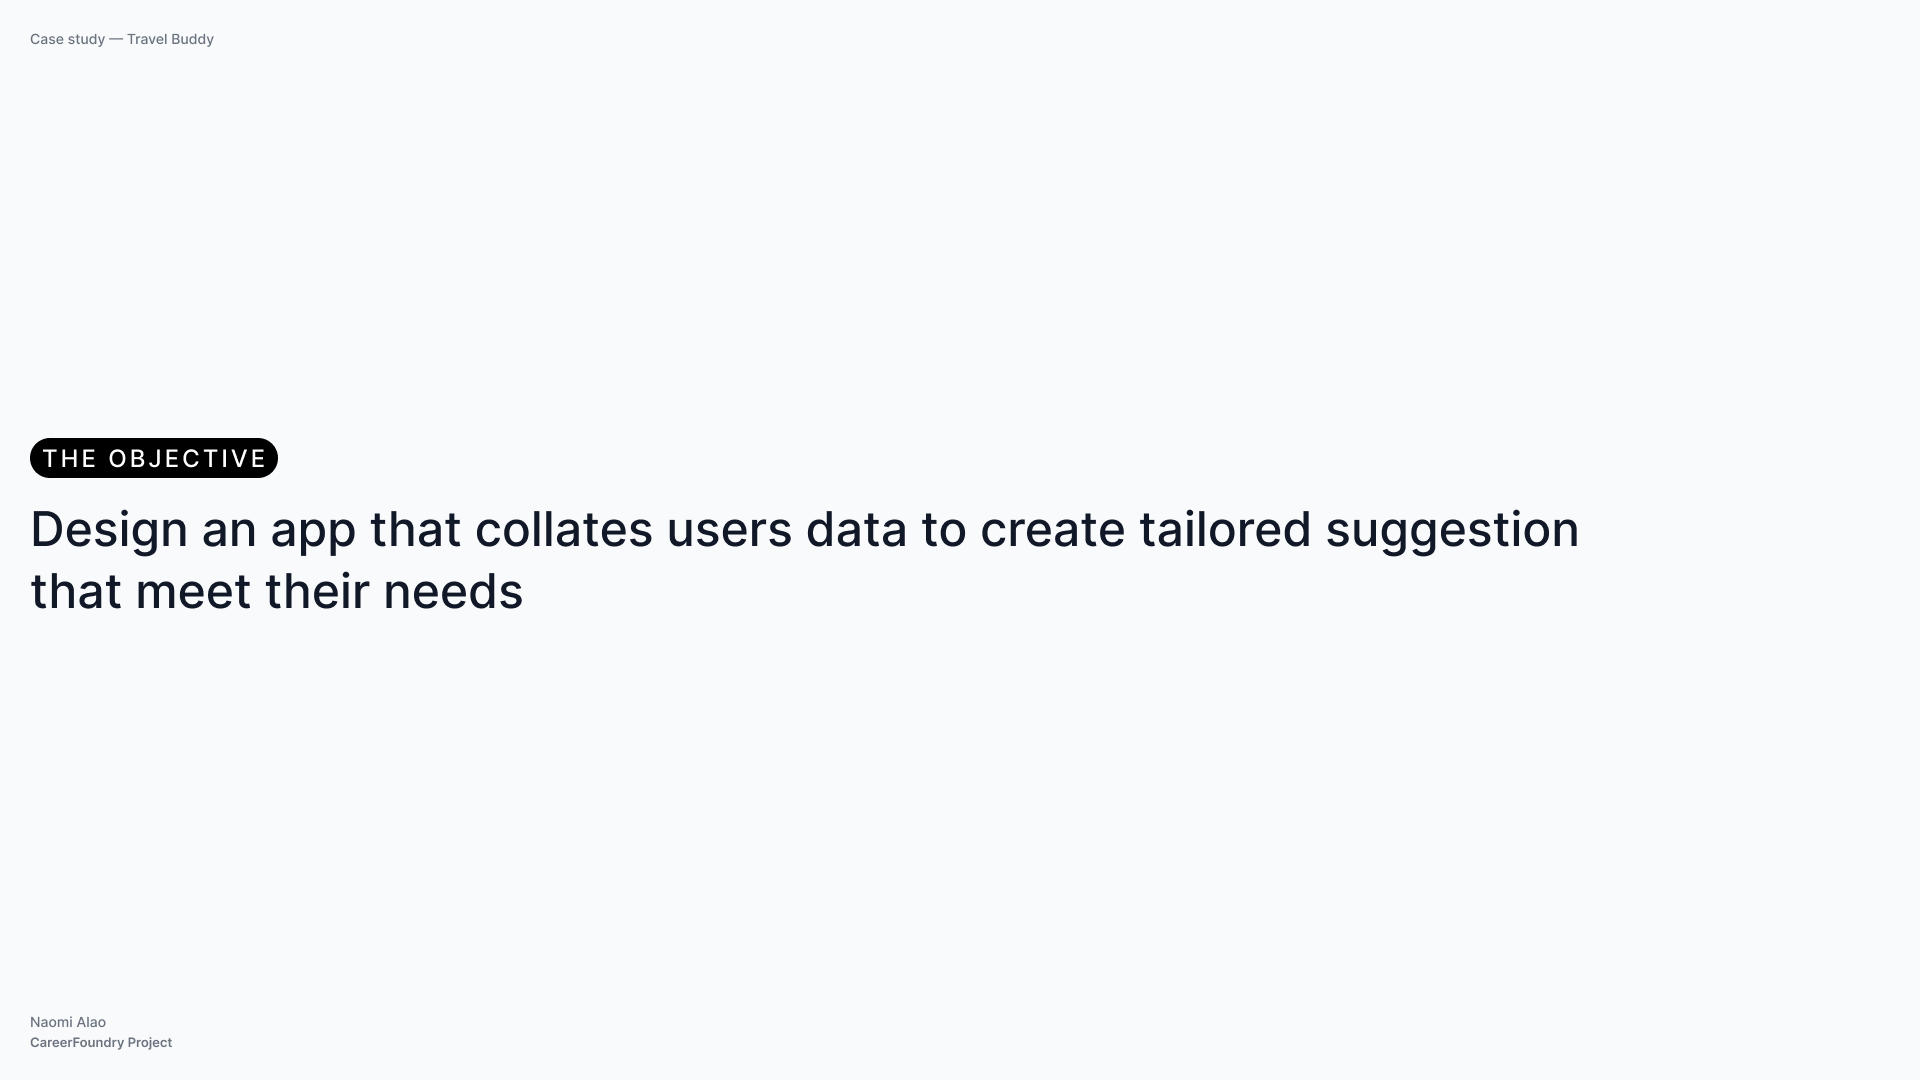 Case study — Travel Buddy
THE OBJECTIVE
Design an app that collates users data to create tailored suggestion
that meet their needs
Naomi Alao
CareerFoundry Project